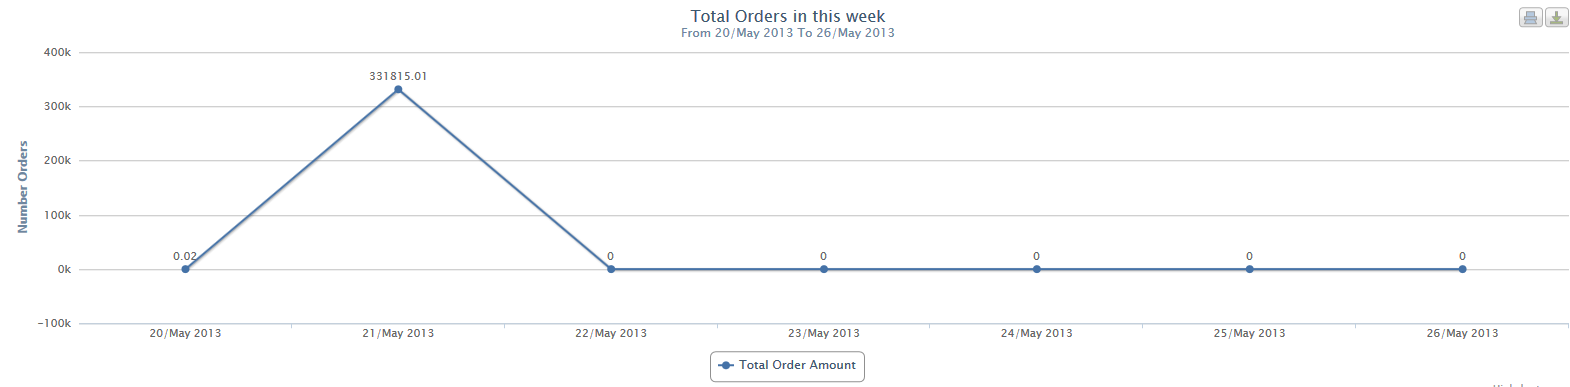 Total Orders in this week
From 20/May 2013 To 26/May 2013
400k
331815.01
300k
200k
Number Orders
100k
0.02 0 0 0 0 0
0k
-100k
20/May 2013 21/May 2013 22/May 2013 23/May 2013 24/May 2013 25/May 2013 26/May 2013
Total Order Amount